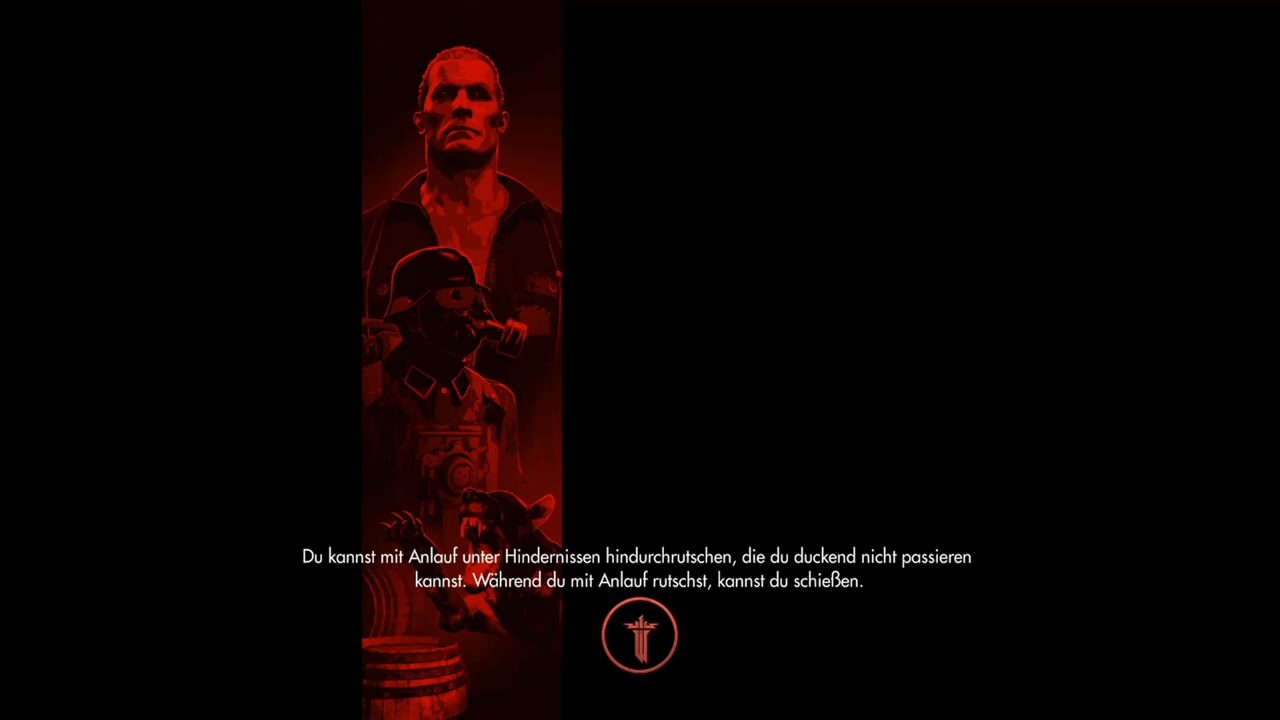 Du kannst mit Anlauf unter Hindernissen hindurchrutschen, die du duckend nicht passieren
kannst. Während du mit Anlauf rutschst, kannst du schießen.